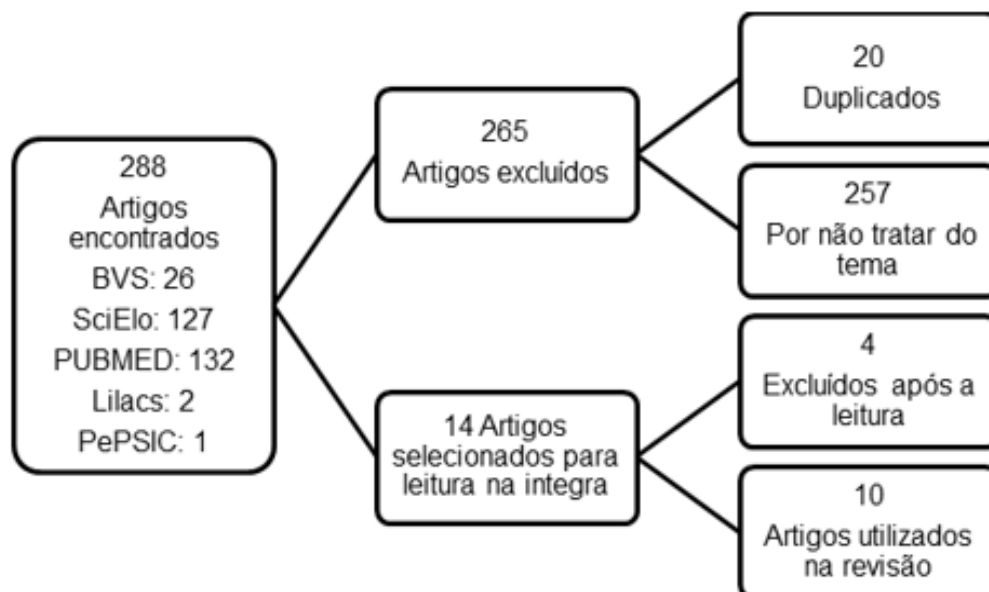 288
Artigos
encontrados
BVS: 26
SciElo: 127
PUBMED: 132
Lilacs: 2
PePSIC: 1
265
Artigos excluídos
14 Artigos
selecionados para
leitura na integra
20
Duplicados
257
Por não tratar do
tema
4
Excluídos após a
leitura
10
Artigos utilizados
na revisão